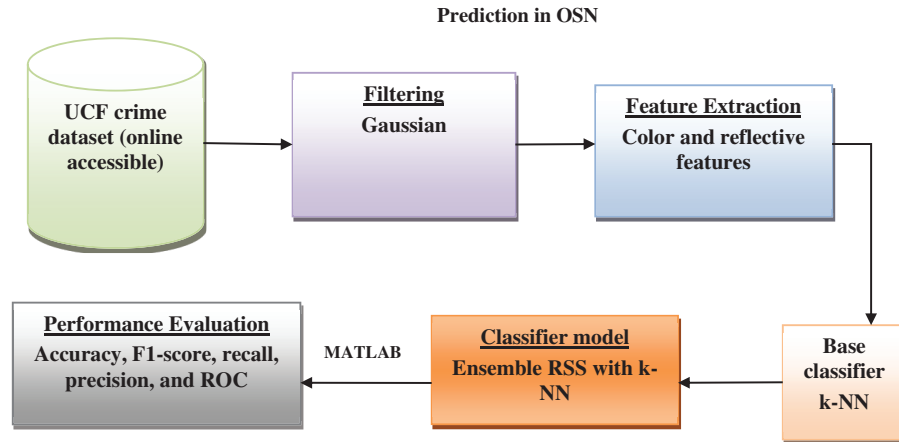 Prediction in OSN
UCF crime
dataset (online
accessible)
Filtering
Gaussian
Feature Extraction
Color and reflective
features
Base
classifier
k-NN
Classifier model
Ensemble RSS with k-
NN
MATLAB
Performance Evaluation
Accuracy, F1-score, recall,
precision, and ROC